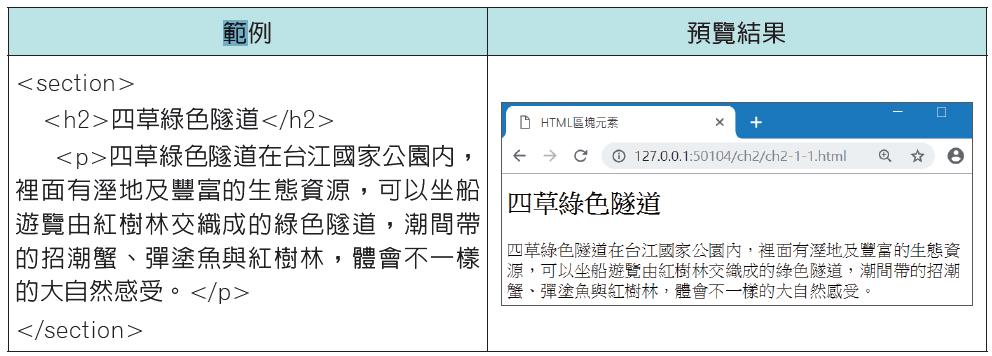 範例
預覽結果
<section>
<h2>四草綠色隧道</h2>
<p>四草綠色隧道在台江國家公園內，
裡面有溼地及豐富的生態資源，可以坐船
遊覽由紅樹林交織成的綠色隧道，潮間帶
的招潮蟹、彈塗魚與紅樹林，體會不一樣
的大自然感受。</p>
</section>
HTML區塊元素
127.0.0.1:50104/ch2/ch2-1-1.html
四草綠色隧道
四草綠色隧道在台江國家公園內，裡面有溼地及豐富的生態資
源，可以坐船遊覽由紅樹林交織成的綠色隧道，潮間帶的招潮
蟹、彈塗魚與紅樹林，體會不一樣的大自然感受。